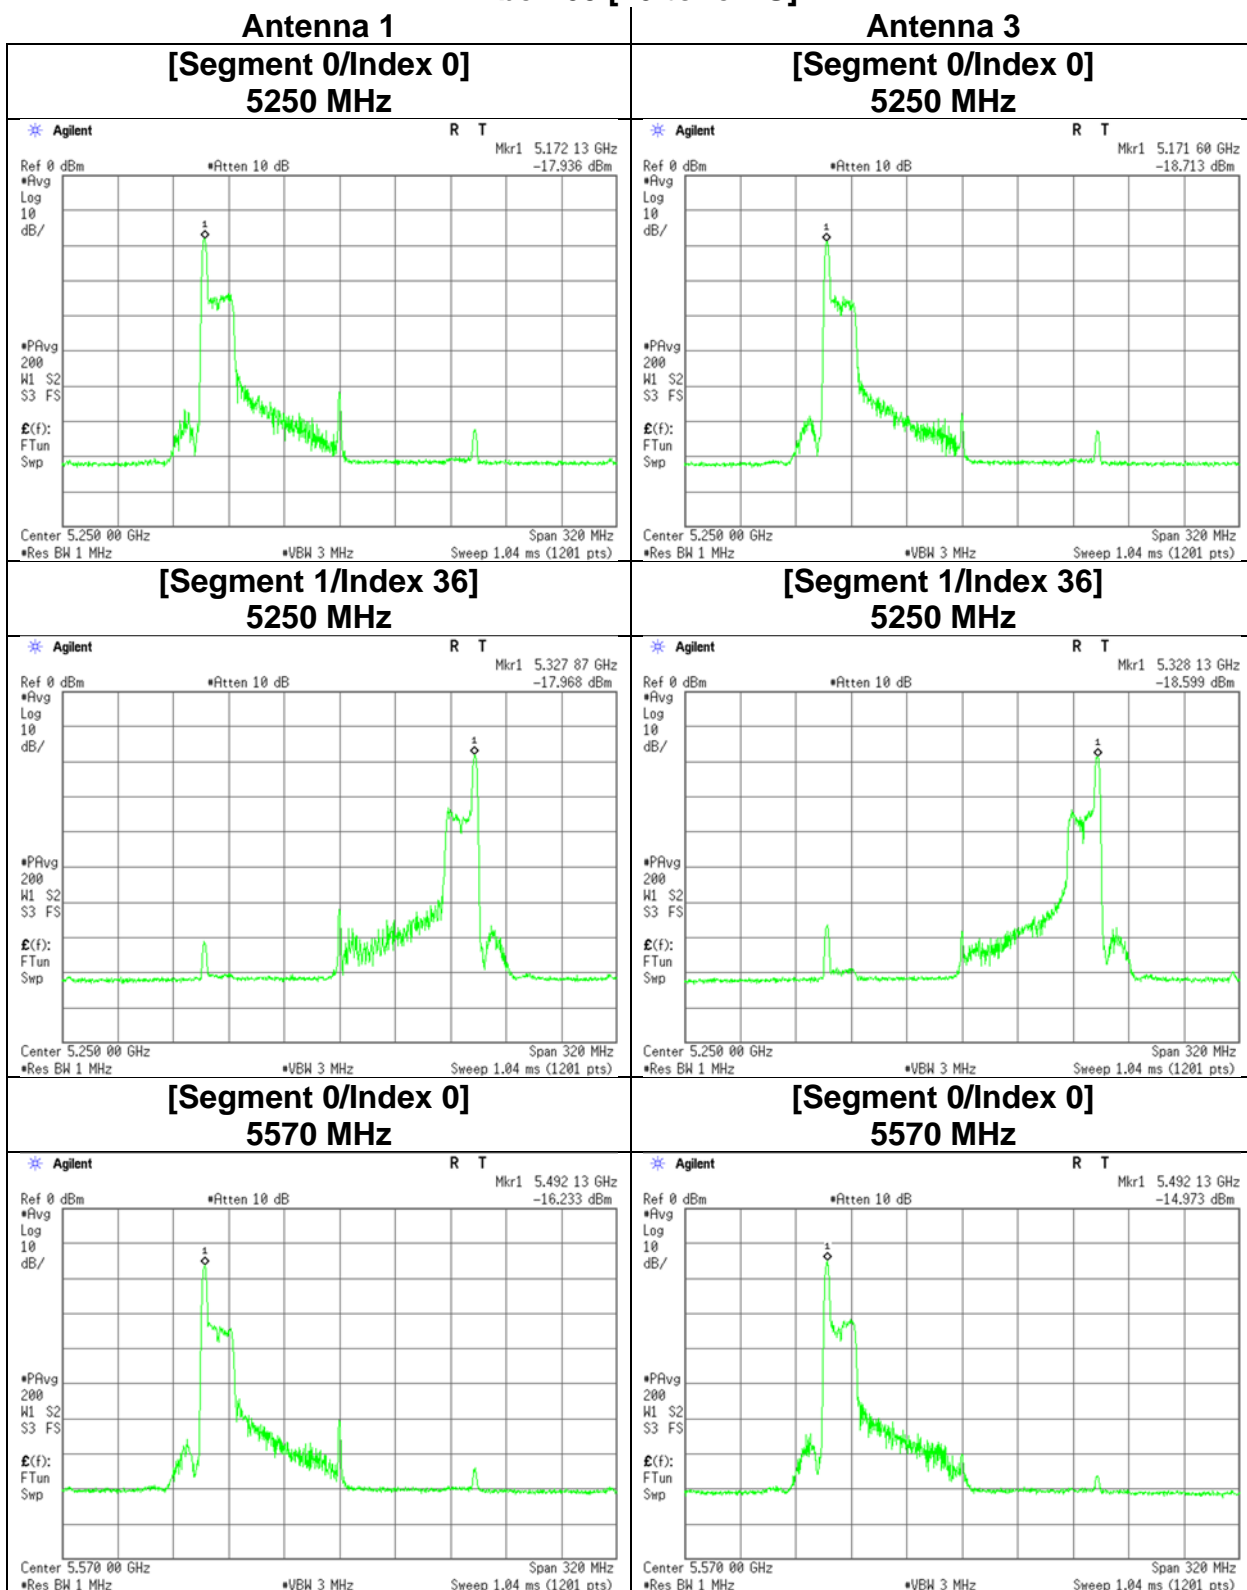 Antenna 1
Antenna 3
[Segment 0/Index 0]
5250 MHz
[Segment 0/Index 0]
5250 MHz
Agilent R T
Mkr1 5.172 13 GHz
Ref 0 dBm #Atten 10 dB -17.936 dBm
#Avg
Log
10
dB/
1
#PAvg
200
W1 S2
S3 FS
£(f):
FTun
Swp
Center 5.250 00 GHz Span 320 MHz
#Res BW 1 MHz #VBW 3 MHz Sweep 1.04 ms (1201 pts)
Agilent R T
Mkr1 5.171 60 GHz
Ref 0 dBm #Atten 10 dB -18.713 dBm
#Avg
Log
10
dB/
1
#PAvg
200
W1 S2
S3 FS
£(f):
FTun
Swp
Center 5.250 00 GHz Span 320 MHz
#Res BW 1 MHz #VBW 3 MHz Sweep 1.04 ms (1201 pts)
[Segment 1/Index 36]
5250 MHz
[Segment 1/Index 36]
5250 MHz
Agilent R T
Mkr1 5.327 87 GHz
Ref 0 dBm #Atten 10 dB -17.968 dBm
#Avg
Log
10
dB/
1
#PAvg
200
W1 S2
S3 FS
£(f):
FTun
Swp
Center 5.250 00 GHz Span 320 MHz
#Res BW 1 MHz #VBW 3 MHz Sweep 1.04 ms (1201 pts)
Agilent R T
Mkr1 5.328 13 GHz
Ref 0 dBm #Atten 10 dB -18.599 dBm
#Avg
Log
10
dB/
1
#PAvg
200
W1 S2
S3 FS
£(f):
FTun
Swp
Center 5.250 00 GHz Span 320 MHz
#Res BW 1 MHz #VBW 3 MHz Sweep 1.04 ms (1201 pts)
[Segment 0/Index 0]
5570 MHz
[Segment 0/Index 0]
5570 MHz
Agilent R T
Mkr1 5.492 13 GHz
Ref 0 dBm #Atten 10 dB -16.233 dBm
#Avg
Log
10
dB/
1
#PAvg
200
W1 S2
S3 FS
£(f):
FTun
Swp
Center 5.570 00 GHz Span 320 MHz
#Res BW 1 MHz #VBW 3 MHz Sweep 1.04 ms (1201 pts)
Agilent R T
Mkr1 5.492 13 GHz
Ref 0 dBm #Atten 10 dB -14.973 dBm
#Avg
Log
10
dB/
1
#PAvg
200
W1 S2
S3 FS
£(f):
FTun
Swp
Center 5.570 00 GHz Span 320 MHz
#Res BW 1 MHz #VBW 3 MHz Sweep 1.04 ms (1201 pts)